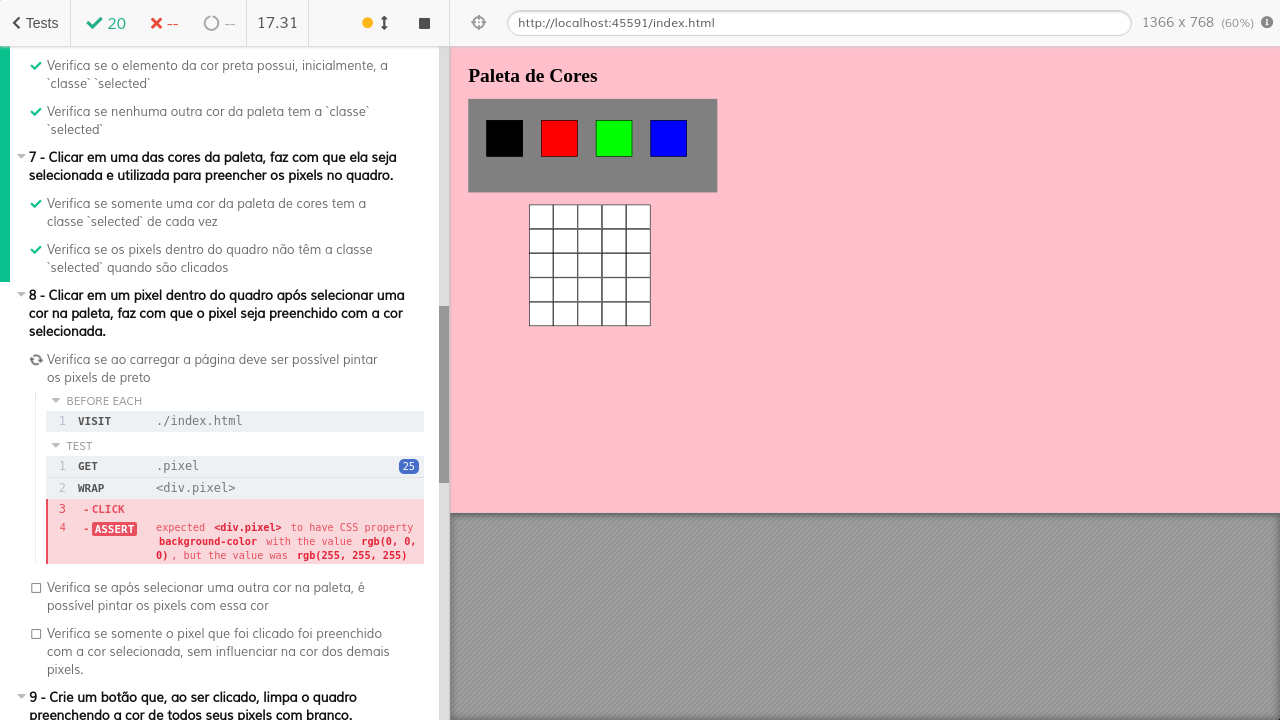 Tests
20
--
--
17.31
http://localhost:45591/index.html
1366 x 768 (60%)
Verifica se o elemento da cor preta possui, inicialmente, a
`classe` `selected`
Verifica se nenhuma outra cor da paleta tem a `classe`
`selected`
7 - Clicar em uma das cores da paleta, faz com que ela seja
selecionada e utilizada para preencher os pixels no quadro.
Verifica se somente uma cor da paleta de cores tem a
classe `selected` de cada vez
Verifica se os pixels dentro do quadro não têm a classe
`selected` quando são clicados
8 - Clicar em um pixel dentro do quadro após selecionar uma
cor na paleta, faz com que o pixel seja preenchido com a cor
selecionada.
Verifica se ao carregar a página deve ser possível pintar
os pixels de preto
BEFORE EACH
1 VISIT ./index.html
TEST
1 GET .pixel 25
2 WRAP <div.pixel>
3 -CLICK
4 -ASSERT expected <div.pixel> to have CSS property
background-color with the value rgb(0, 0,
0), but the value was rgb(255, 255, 255)
Verifica se após selecionar uma outra cor na paleta, é
possível pintar os pixels com essa cor
Verifica se somente o pixel que foi clicado foi preenchido
com a cor selecionada, sem influenciar na cor dos demais
pixels.
9 - Crie um botão que, ao ser clicado, limpa o quadro
preenchendo a cor de todos seus pixels com branco.
Paleta de Cores